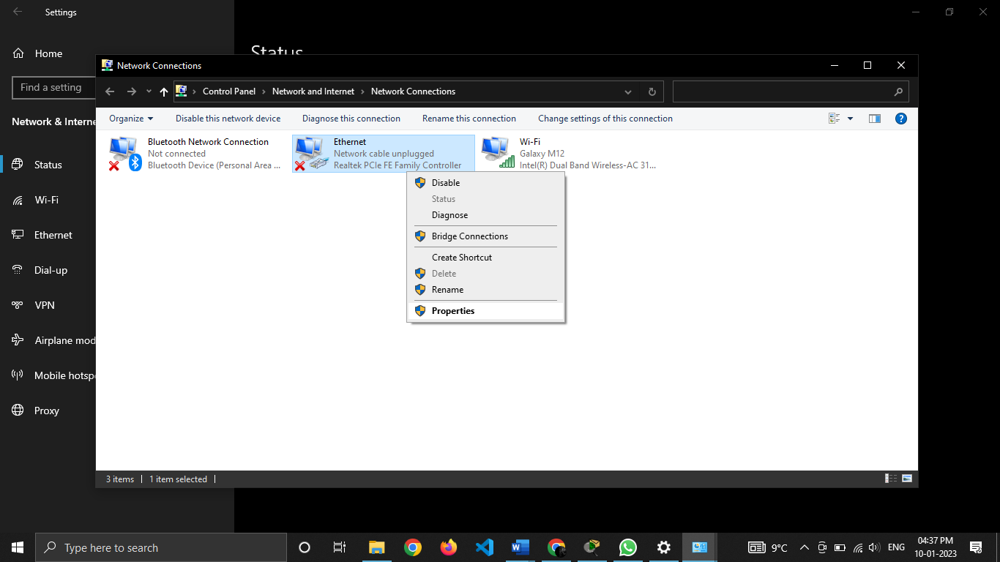 Settings
Home
Find a setting
Network & Interne
Status
Wi-Fi
Ethernet
Dial-up
VPN
Airplane mod
Mobile hotsp
Proxy
Status
Network Connections
Control Panel > Network and Internet > Network Connections
Organize Disable this network device Diagnose this connection Rename this connection Change settings of this connection
Bluetooth Network Connection
Not connected
Bluetooth Device (Personal Area ...
Ethernet
Network cable unplugged
Realtek PCIe FE Family Controller
Wi-Fi
Galaxy M12
Intel(R) Dual Band Wireless-AC 31...
Disable
Status
Diagnose
Bridge Connections
Create Shortcut
Delete
Rename
Properties
3 items 1 item selected
Type here to search
9°C
ENG
04:37 PM
10-01-2023